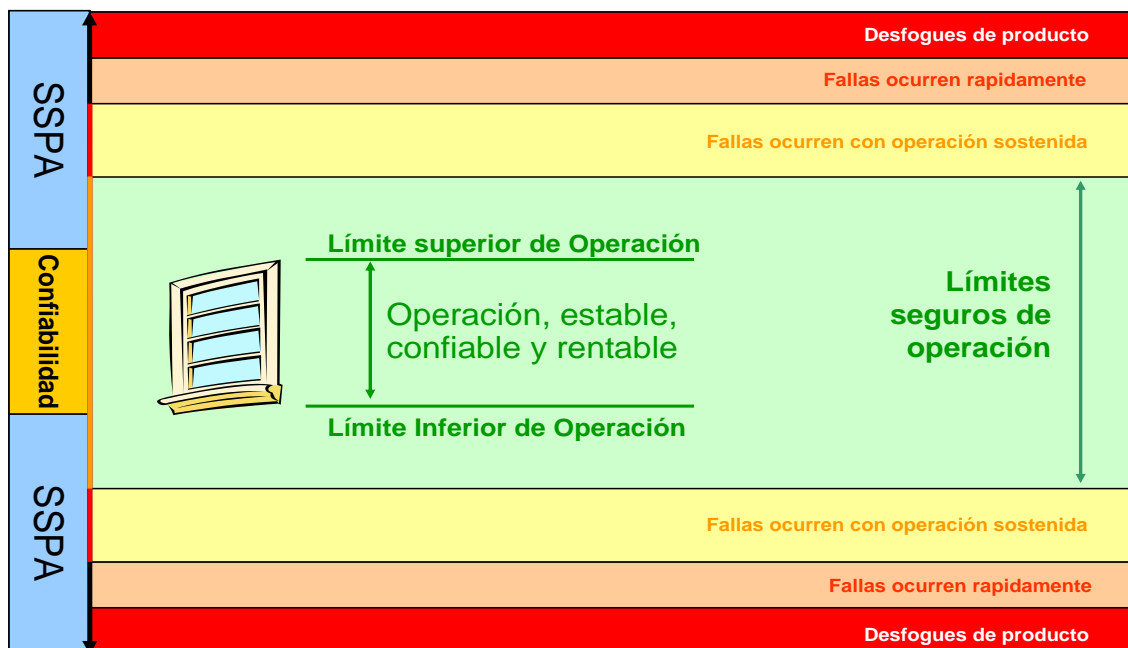 SSPA
Confiabilidad
SSPA
Desfogues de producto
Fallas ocurren rapidamente
Fallas ocurren con operación sostenida
Límite superior de Operación
Operación, estable,
confiable y rentable
Límite Inferior de Operación
Límites
seguros de
operación
Fallas ocurren con operación sostenida
Fallas ocurren rapidamente
Desfogues de producto